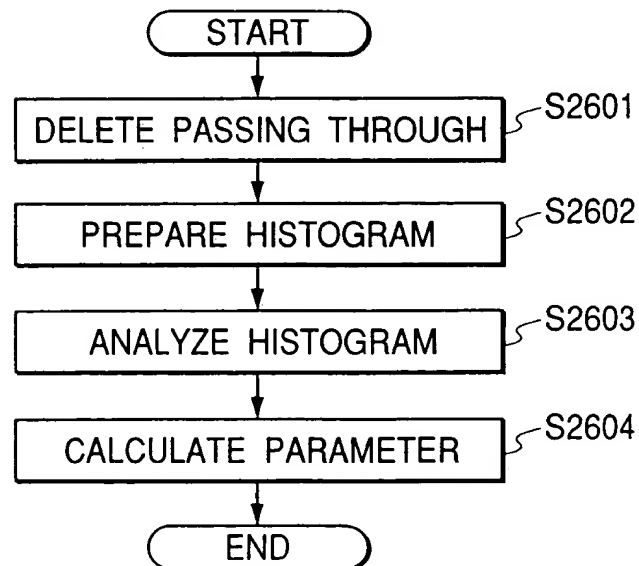 START
DELETE PASSING THROUGH
S2601
PREPARE HISTOGRAM
S2602
ANALYZE HISTOGRAM
S2603
CALCULATE PARAMETER
S2604
END